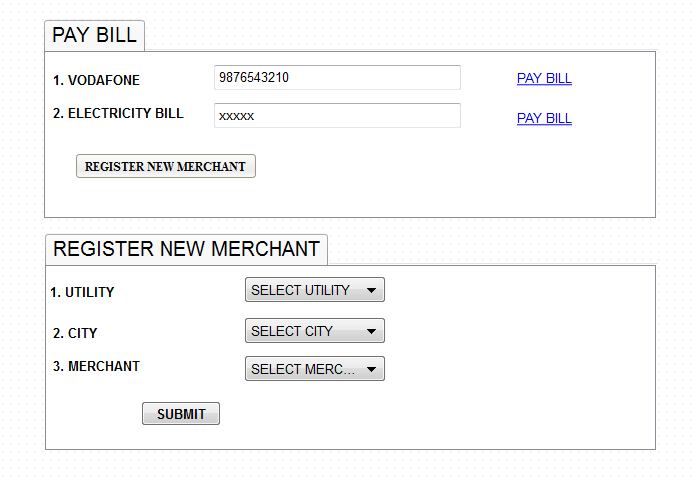 PAY BILL
1. VODAFONE 9876543210 PAY BILL
2. ELECTRICITY BILL xxxxx PAY BILL
REGISTER NEW MERCHANT
REGISTER NEW MERCHANT
1. UTILITY SELECT UTILITY
2. CITY SELECT CITY
3. MERCHANT SELECT MERC...
SUBMIT